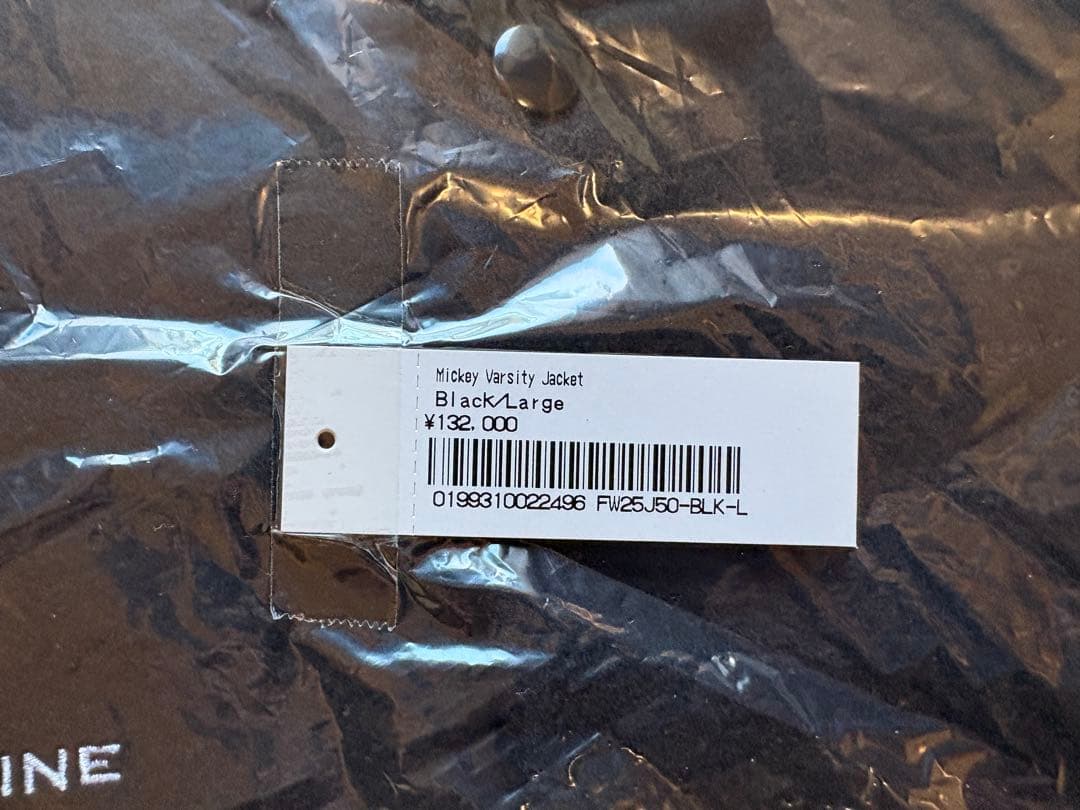 Mickey Varsity Jacket
Black/Large
¥132,000
0199310022496 FW25J50-BLK-L
INE